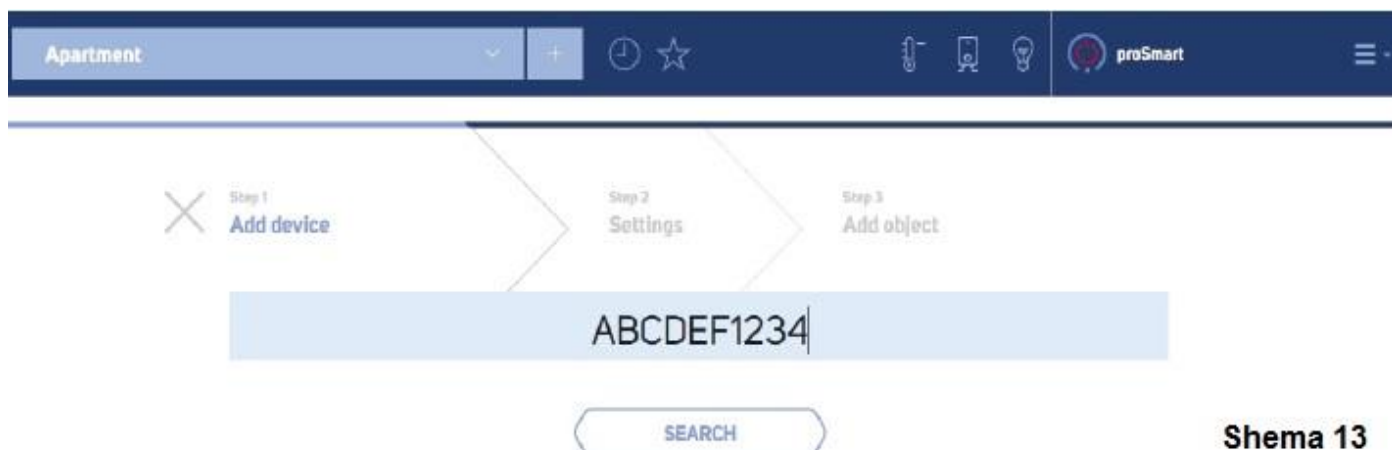 Apartment
+
proSmart
Step 1
Add device
Step 2
Settings
Step 3
Add object
ABCDEF1234
SEARCH
Shema 13